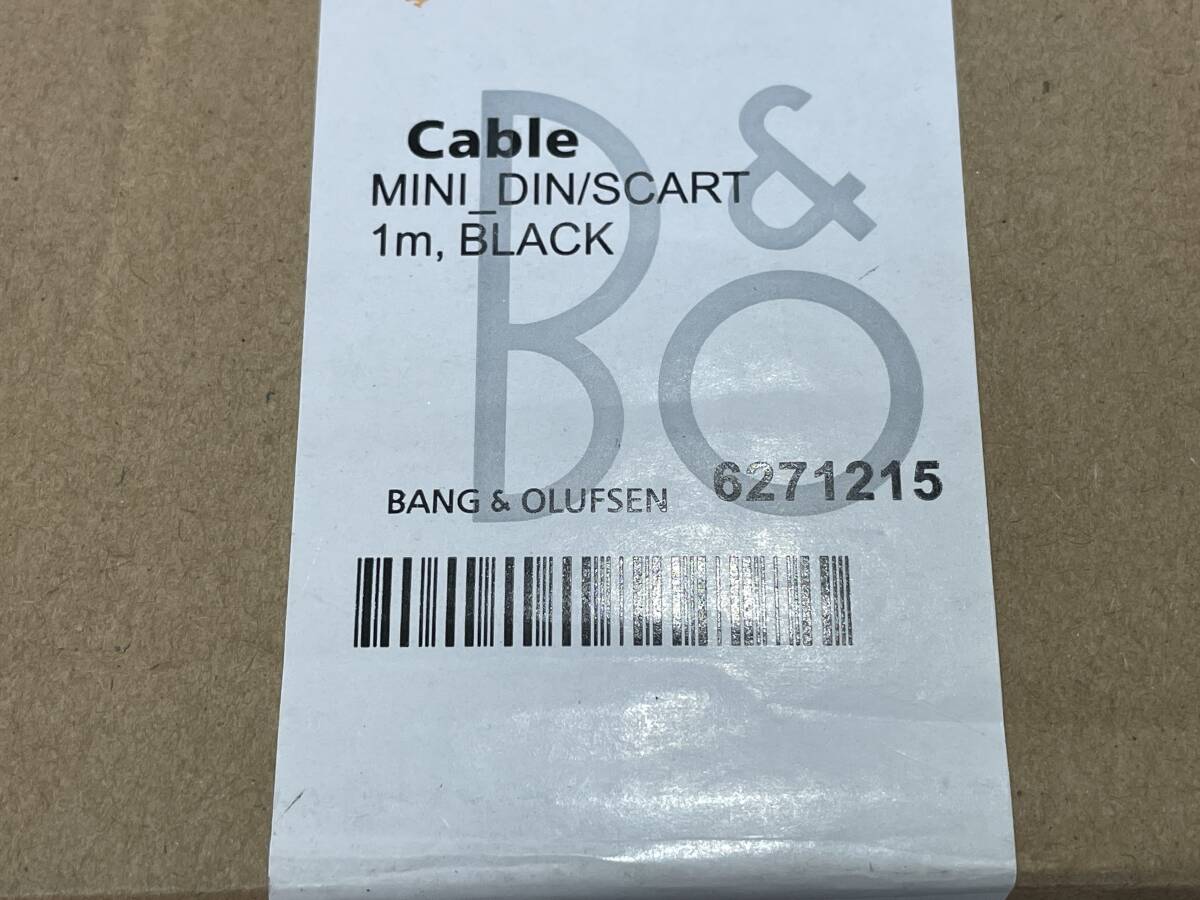 B&O
Cable
MINI_DIN/SCART
1m, BLACK
BANG & OLUFSEN 6271215